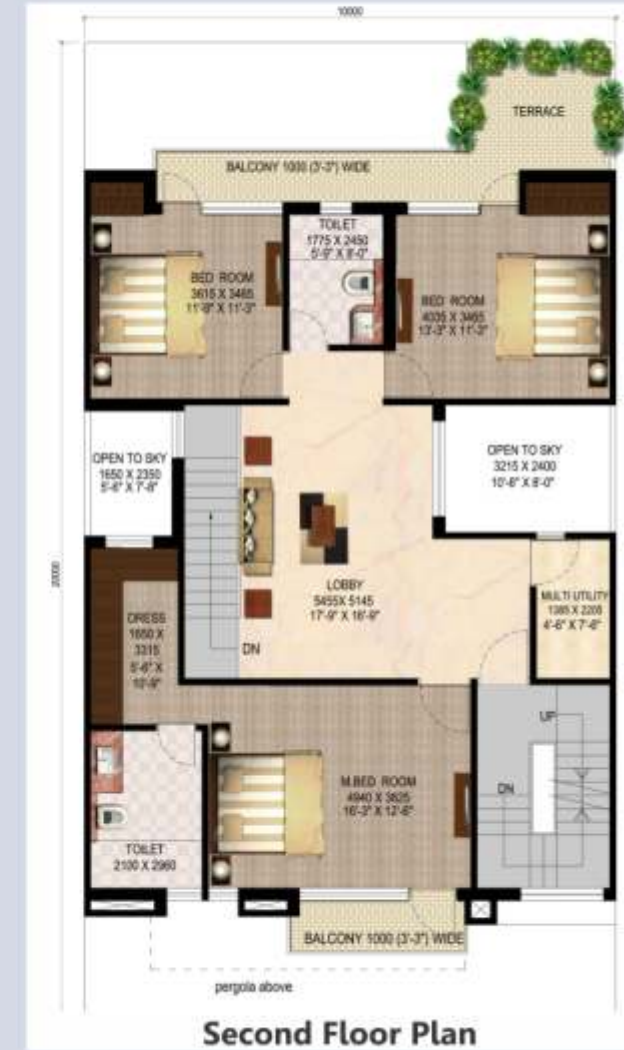 10000
TERRACE
BALCONY 1000 (3'-3") WIDE
TOILET
1775 X 2450
5'-9" X 8'-0"
BED ROOM
3615 X 3465
11'-9" X 11'-3"
BED ROOM
4035 X 3465
13'-3" X 11'-3"
OPEN TO SKY
1650 X 2350
5'-6" X 7'-8"
OPEN TO SKY
3215 X 2400
10'-6" X 8'-0"
20000
LOBBY
5455X 5145
17'-9" X 16'-9"
MULTI UTILITY
1385 X 2205
4'-6" X 7'-6"
DRESS
1650 X
3315
5'-6" X
10'-9"
DN
UP
DN
M.BED ROOM
4940 X 3825
16'-3" X 12'-6"
TOILET
2100 X 2960
BALCONY 1000 (3'-3") WIDE
pergola above
Second Floor Plan